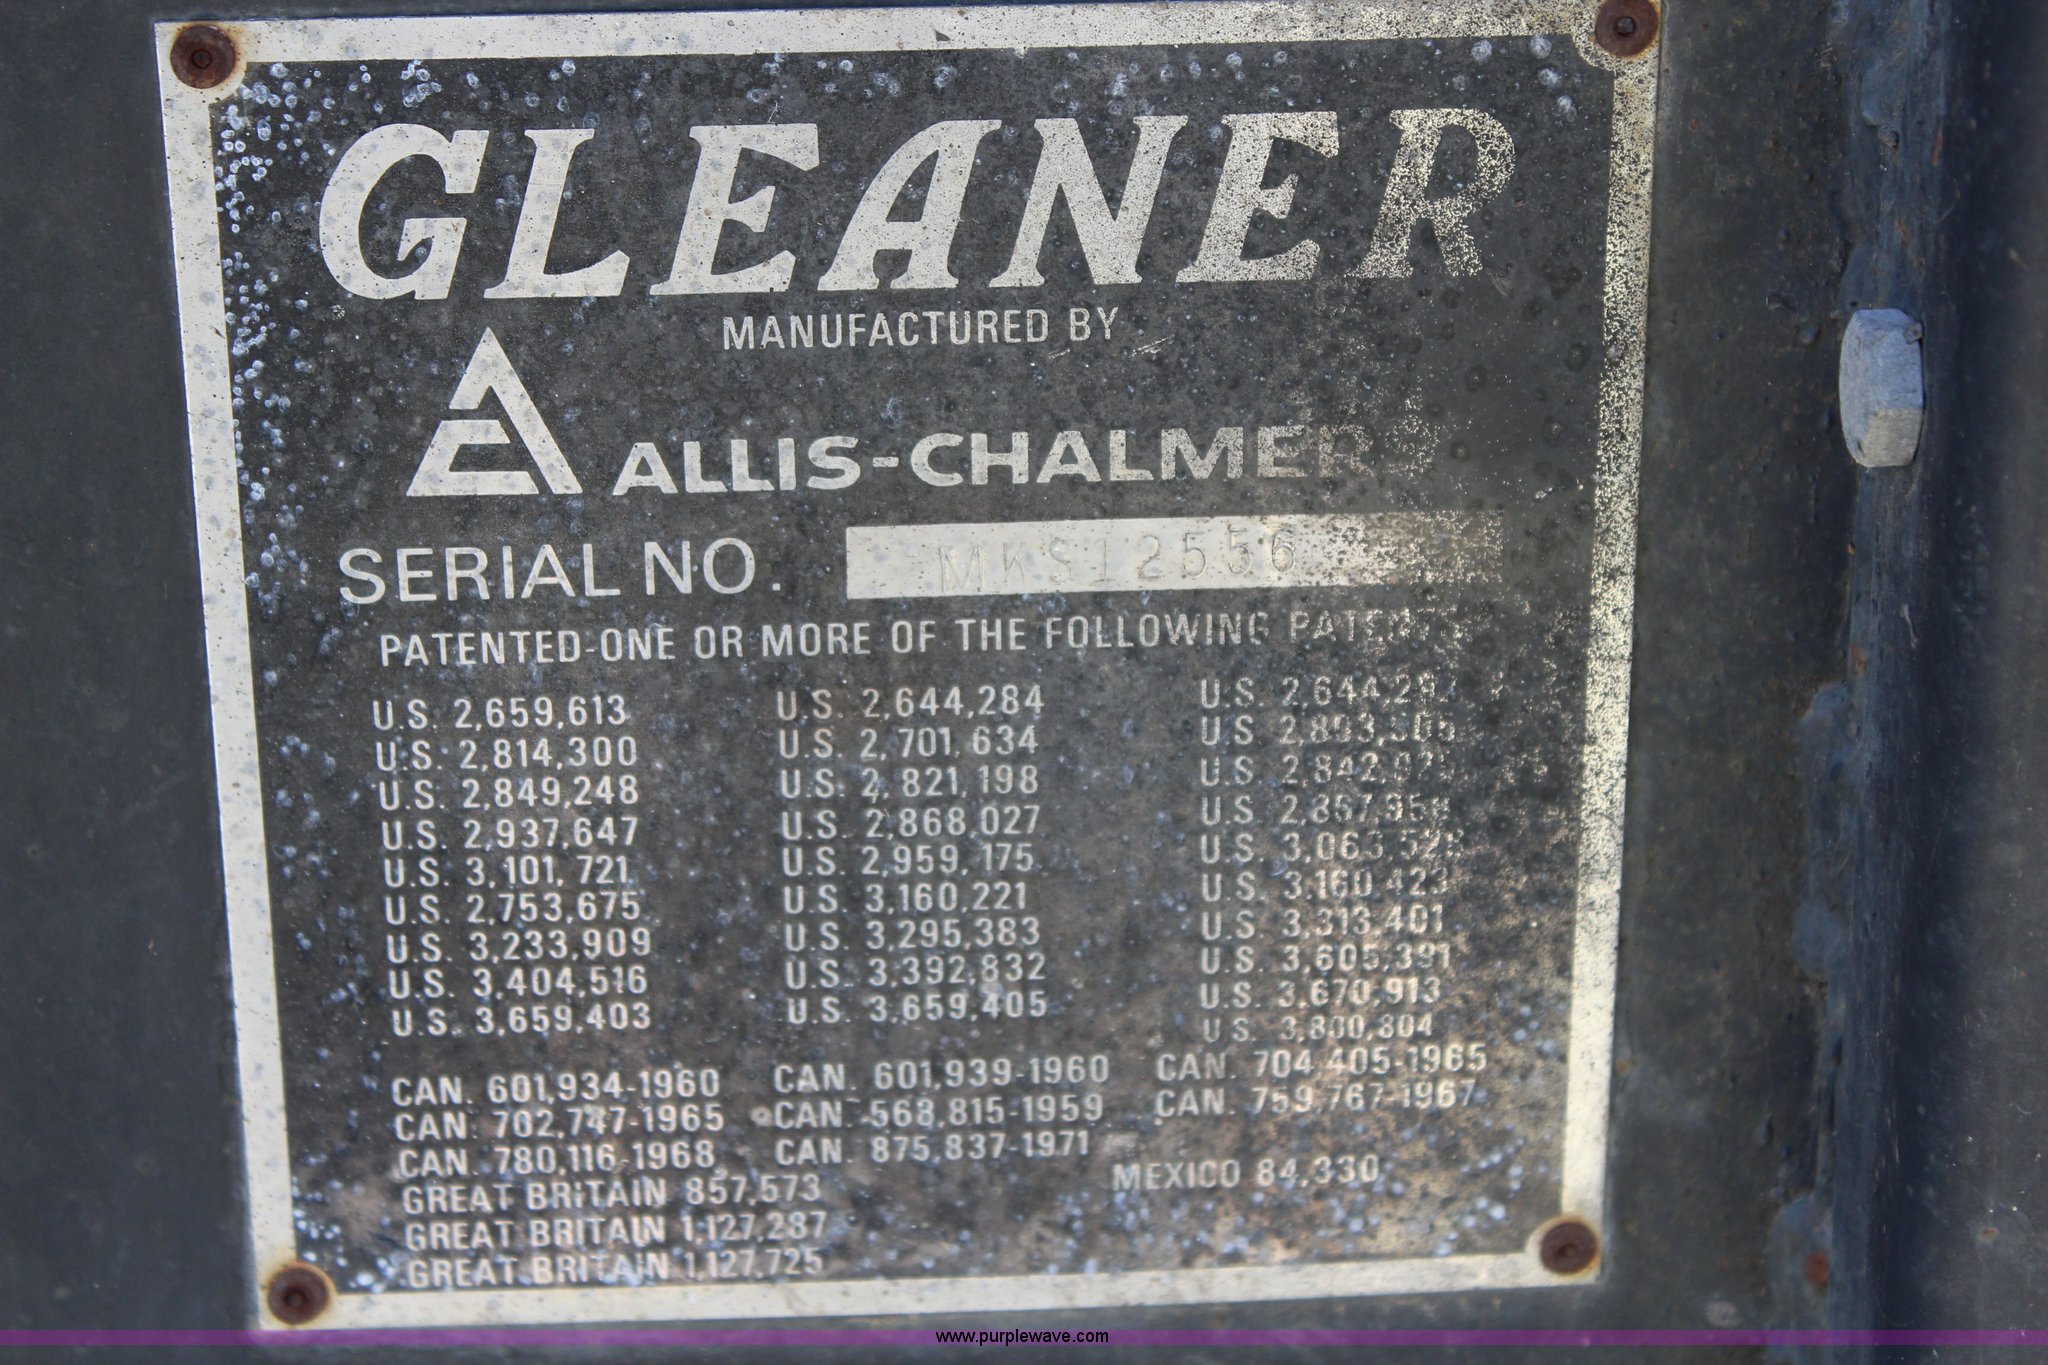 GLEANER
MANUFACTURED BY
ALLIS-CHALMERS
SERIAL NO. MKS12556
PATENTED-ONE OR MORE OF THE FOLLOWING PATENTS
U.S. 2,659,613 U.S. 2,644,284 U.S.
U.S. 2,814,300 U.S. 2,701,634 U.S.
U.S. 2,849,248 U.S. 2,821,198 U.S.
U.S. 2,937,647 U.S. 2,868,027 U.S.
U.S. 3,101,721 U.S. 2,959,175 U.S.
U.S. 2,753,675 U.S. 3,160,221 U.S. 3,160,423
U.S. 3,233,909 U.S. 3,295,383 U.S. 3,313,401
U.S. 3,404,516 U.S. 3,392,832 U.S. 3,605,391
U.S. 3,659,403 U.S. 3,659,405 U.S. 3,670,913
U.S. 3,800,804
CAN. 601,934-1960 CAN. 601,939-1960 CAN. 704,405-1965
CAN. 702,747-1965 CAN. 568,815-1959 CAN. 759,767-1967
CAN. 780,116-1968 CAN. 875,837-1971
GREAT BRITAIN 857,573 MEXICO 84,330
GREAT BRITAIN 1,127,287
GREAT BRITAIN 1,127,725
www.purplewave.com